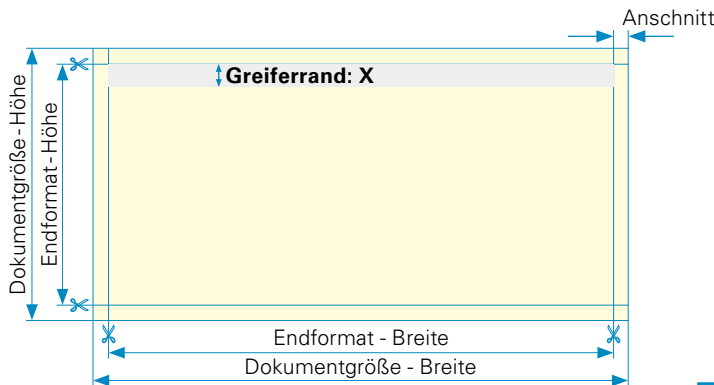 Anschnitt
Greiferrand: X
Dokumentgröße - Höhe
Endformat - Höhe
Endformat - Breite
Dokumentgröße - Breite